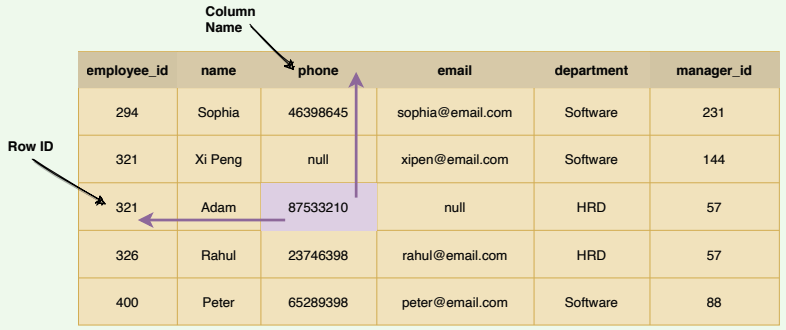 Column
Name
employee_id name phone email department manager_id
294 Sophia 46398645 sophia@email.com Software 231
Row ID
321 Xi Peng null xipen@email.com Software 144
321 Adam 87533210 null HRD 57
326 Rahul 23746398 rahul@email.com HRD 57
400 Peter 65289398 peter@email.com Software 88